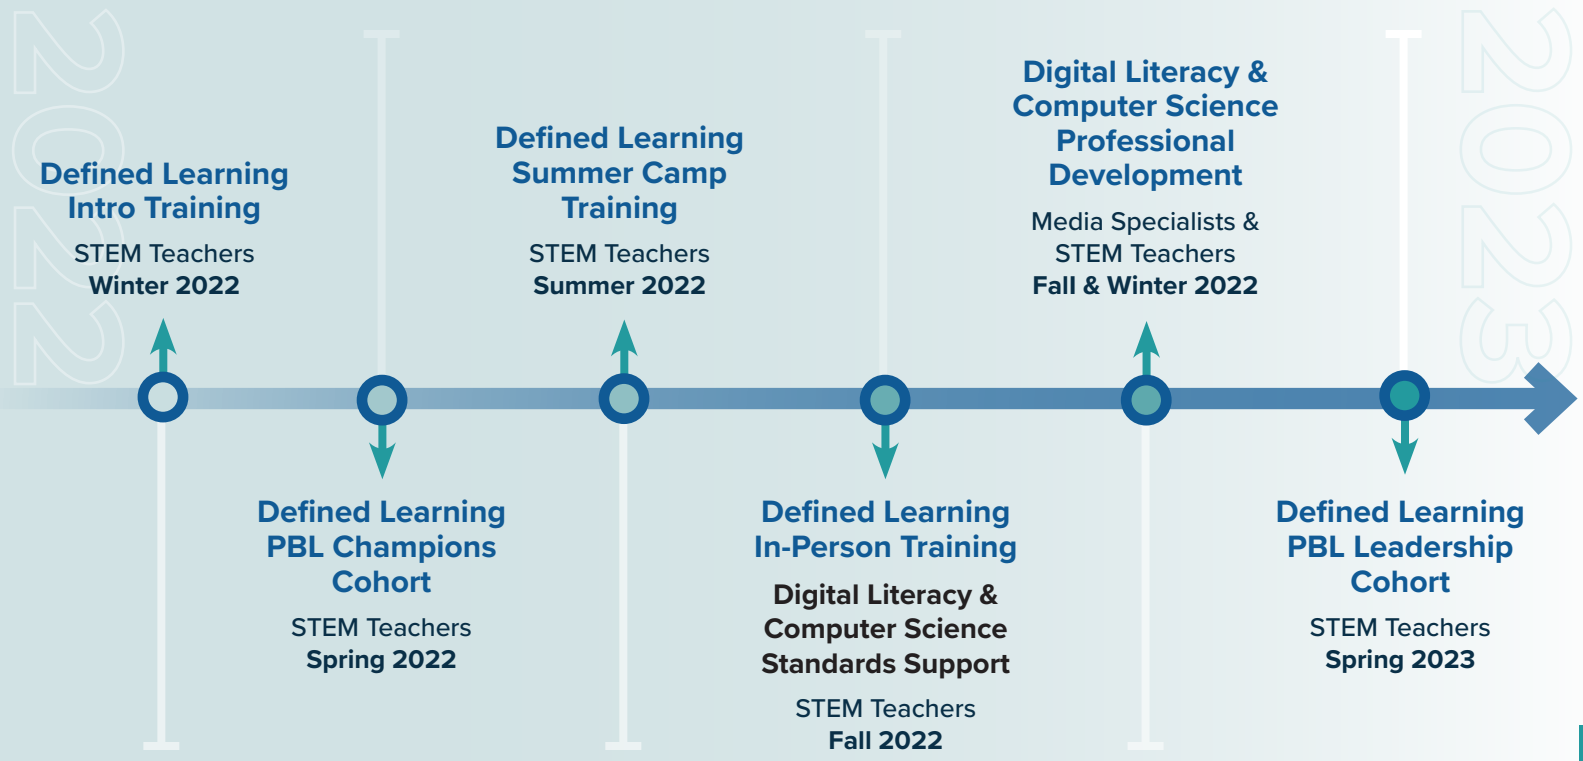 2022
Defined Learning
Intro Training
STEM Teachers
Winter 2022
Defined Learning
PBL Champions
Cohort
STEM Teachers
Spring 2022
Defined Learning
Summer Camp
Training
STEM Teachers
Summer 2022
Defined Learning
In-Person Training
Digital Literacy &
Computer Science
Standards Support
STEM Teachers
Fall 2022
Digital Literacy &
Computer Science
Professional
Development
Media Specialists &
STEM Teachers
Fall & Winter 2022
Defined Learning
PBL Leadership
Cohort
STEM Teachers
Spring 2023
2023